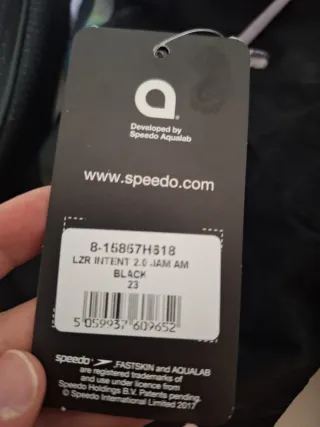 a
Developed by
Speedo Aqualab
www.speedo.com
8-15867H618
LZR INTENT 2.0 JAM AM
BLACK
23
5 059937 609652
speedo , FASTSKIN and AQUALAB
are registered trademarks of
and use under licence from
Speedo Holdings B.V. Patents pending.
© Speedo International Limited 2017